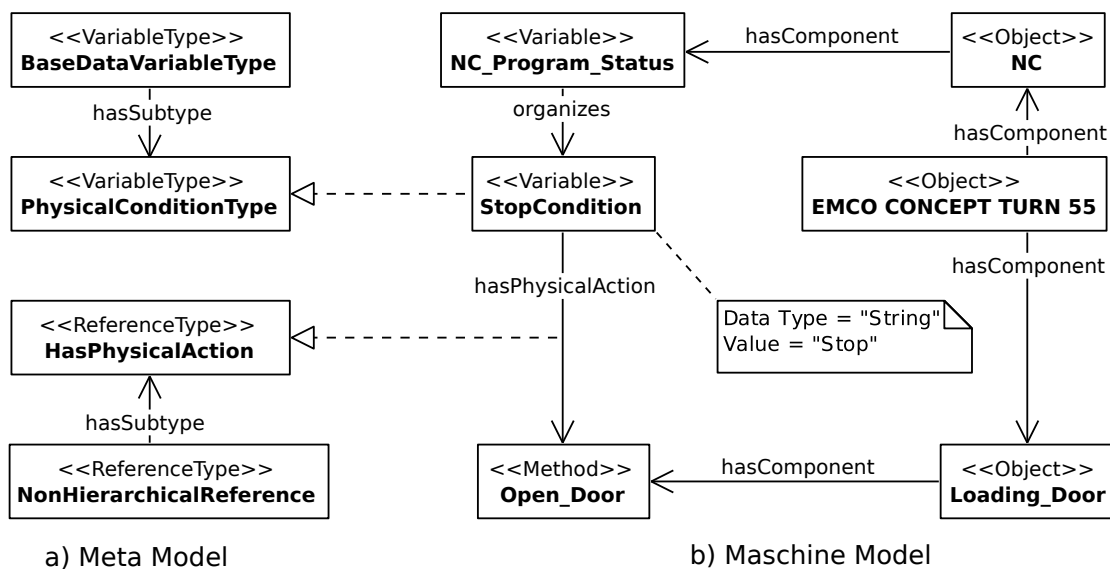 <<VariableType>>
BaseDataVariableType
hasSubtype
<<VariableType>>
PhysicalConditionType
<<ReferenceType>>
HasPhysicalAction
hasSubtype
<<ReferenceType>>
NonHierarchicalReference
a) Meta Model
<<Variable>>
NC_Program_Status
hasComponent
<<Object>>
NC
organizes
hasComponent
<<Variable>>
StopCondition
<<Object>>
EMCO CONCEPT TURN 55
hasPhysicalAction
hasComponent
Data Type = "String"
Value = "Stop"
<<Method>>
Open_Door
hasComponent
<<Object>>
Loading_Door
b) Maschine Model